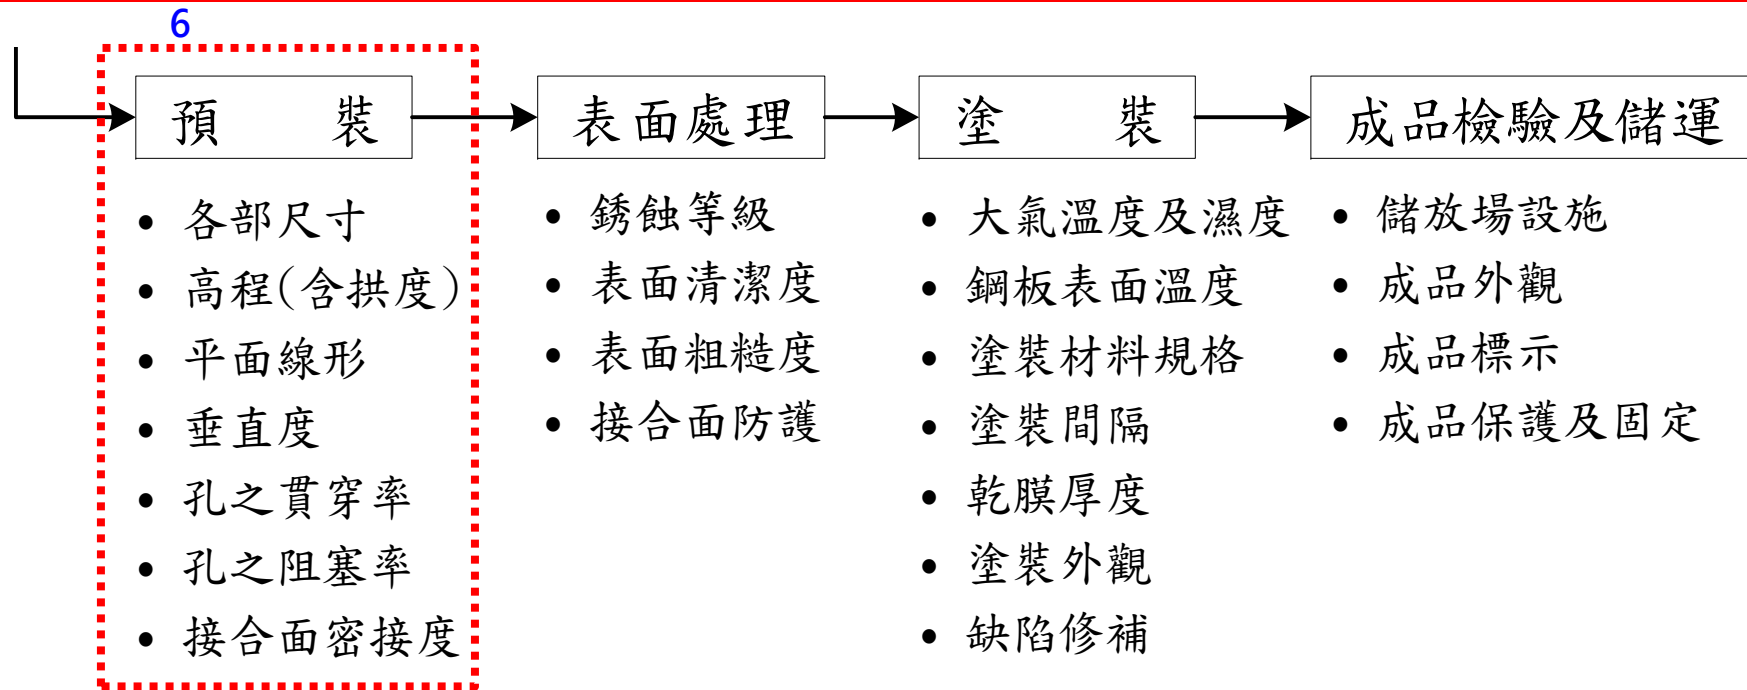 6
預 裝
• 各部尺寸
• 高程(含拱度)
• 平面線形
• 垂直度
• 孔之貫穿率
• 孔之阻塞率
• 接合面密接度
表面處理
• 銹蝕等級
• 表面清潔度
• 表面粗糙度
• 接合面防護
塗 裝
• 大氣溫度及濕度
• 鋼板表面溫度
• 塗裝材料規格
• 塗裝間隔
• 乾膜厚度
• 塗裝外觀
• 缺陷修補
成品檢驗及儲運
• 儲放場設施
• 成品外觀
• 成品標示
• 成品保護及固定